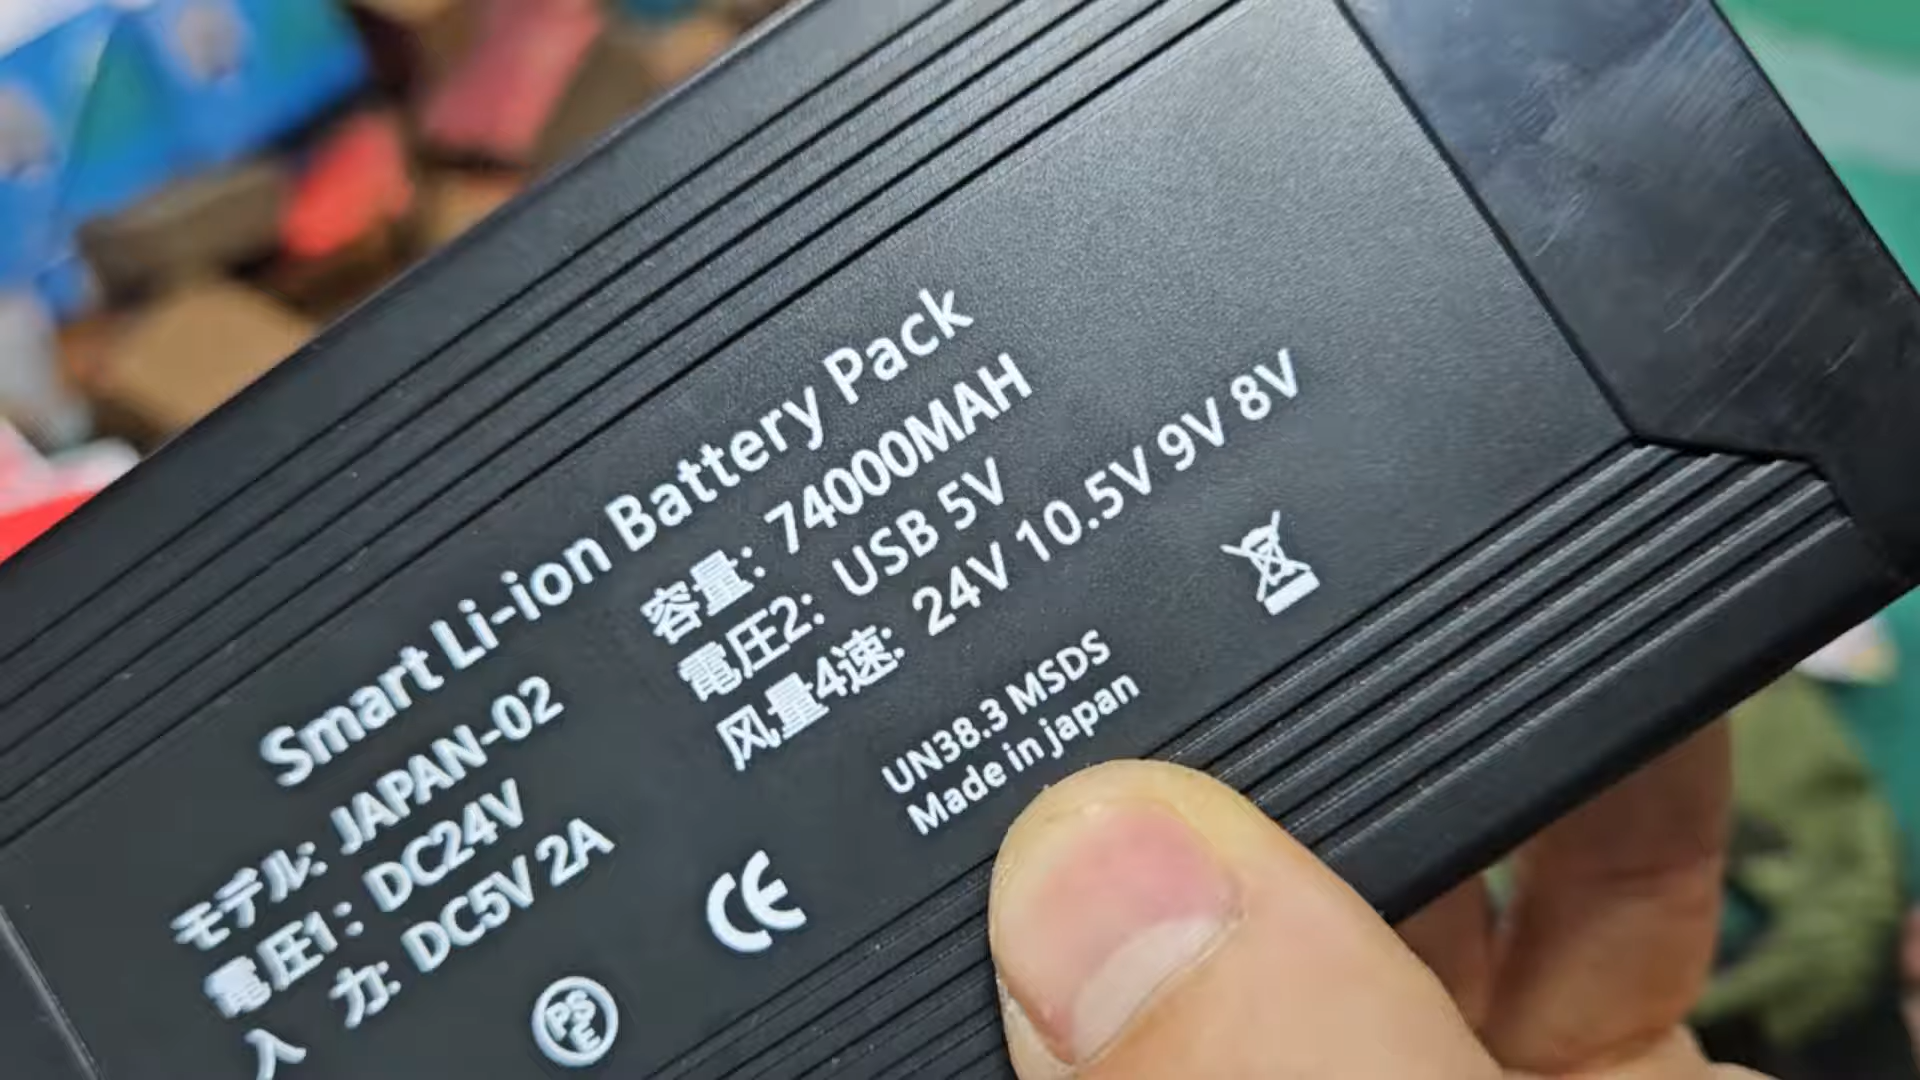 Smart Li-ion Battery Pack
モテル: JAPAN-02 容量: 74000MAH
電圧1: DC24V 電圧2: USB 5V
入 力: DC5V 2A 风量4速: 24V 10.5V 9V 8V
PSE
CE
UN38.3 MSDS
Made in japan